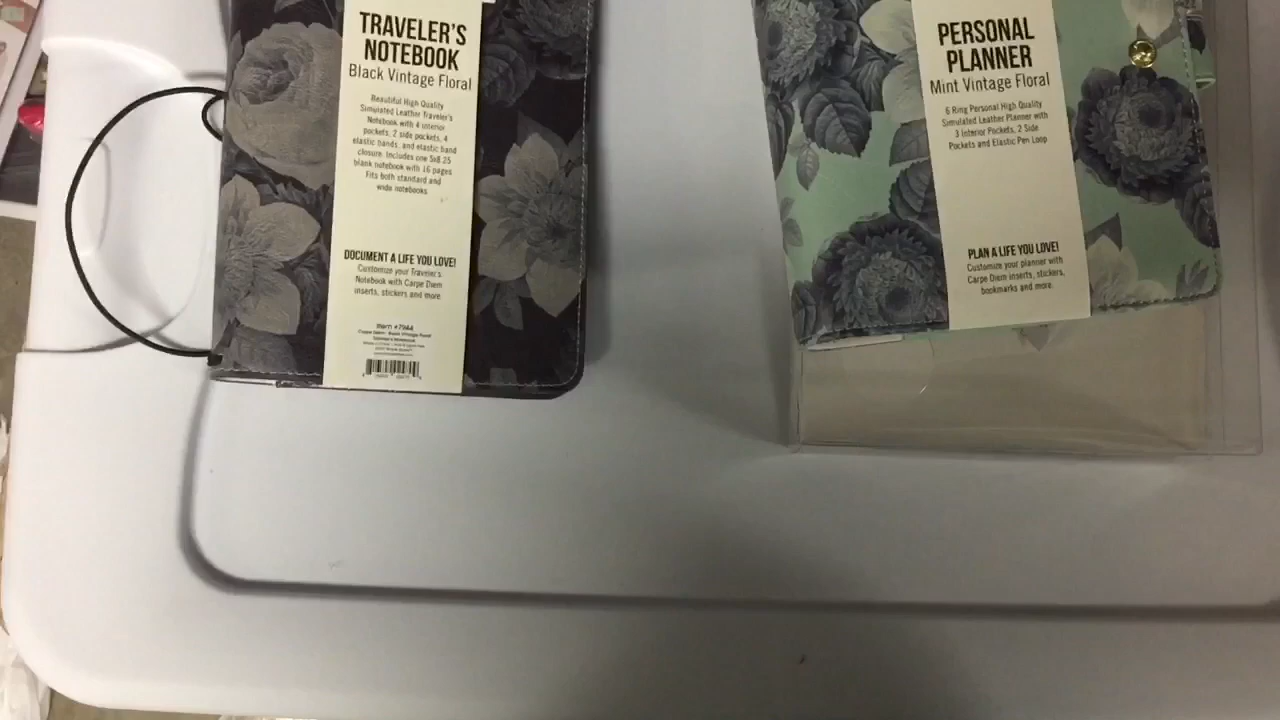 TRAVELER'S
NOTEBOOK
Black Vintage Floral
Beautiful High Quality
Simulated Leather Traveler's
Notebook with 4 interior
pockets, 2 side pockets, 4
elastic bands, and elastic band
closure. Includes one 5x8.25
blank notebook with 16 pages
Fits both standard and
wide notebooks
DOCUMENT A LIFE YOU LOVE!
Customize your Traveler's
Notebook with Carpe Diem
inserts, stickers and more.
Item #7944
PERSONAL
PLANNER
Mint Vintage Floral
6 Ring Personal High Quality
Simulated Leather Planner with
3 Interior Pockets, 2 Side
Pockets and Elastic Pen Loop
PLAN A LIFE YOU LOVE!
Customize your planner with
Carpe Diem inserts, stickers,
bookmarks and more.